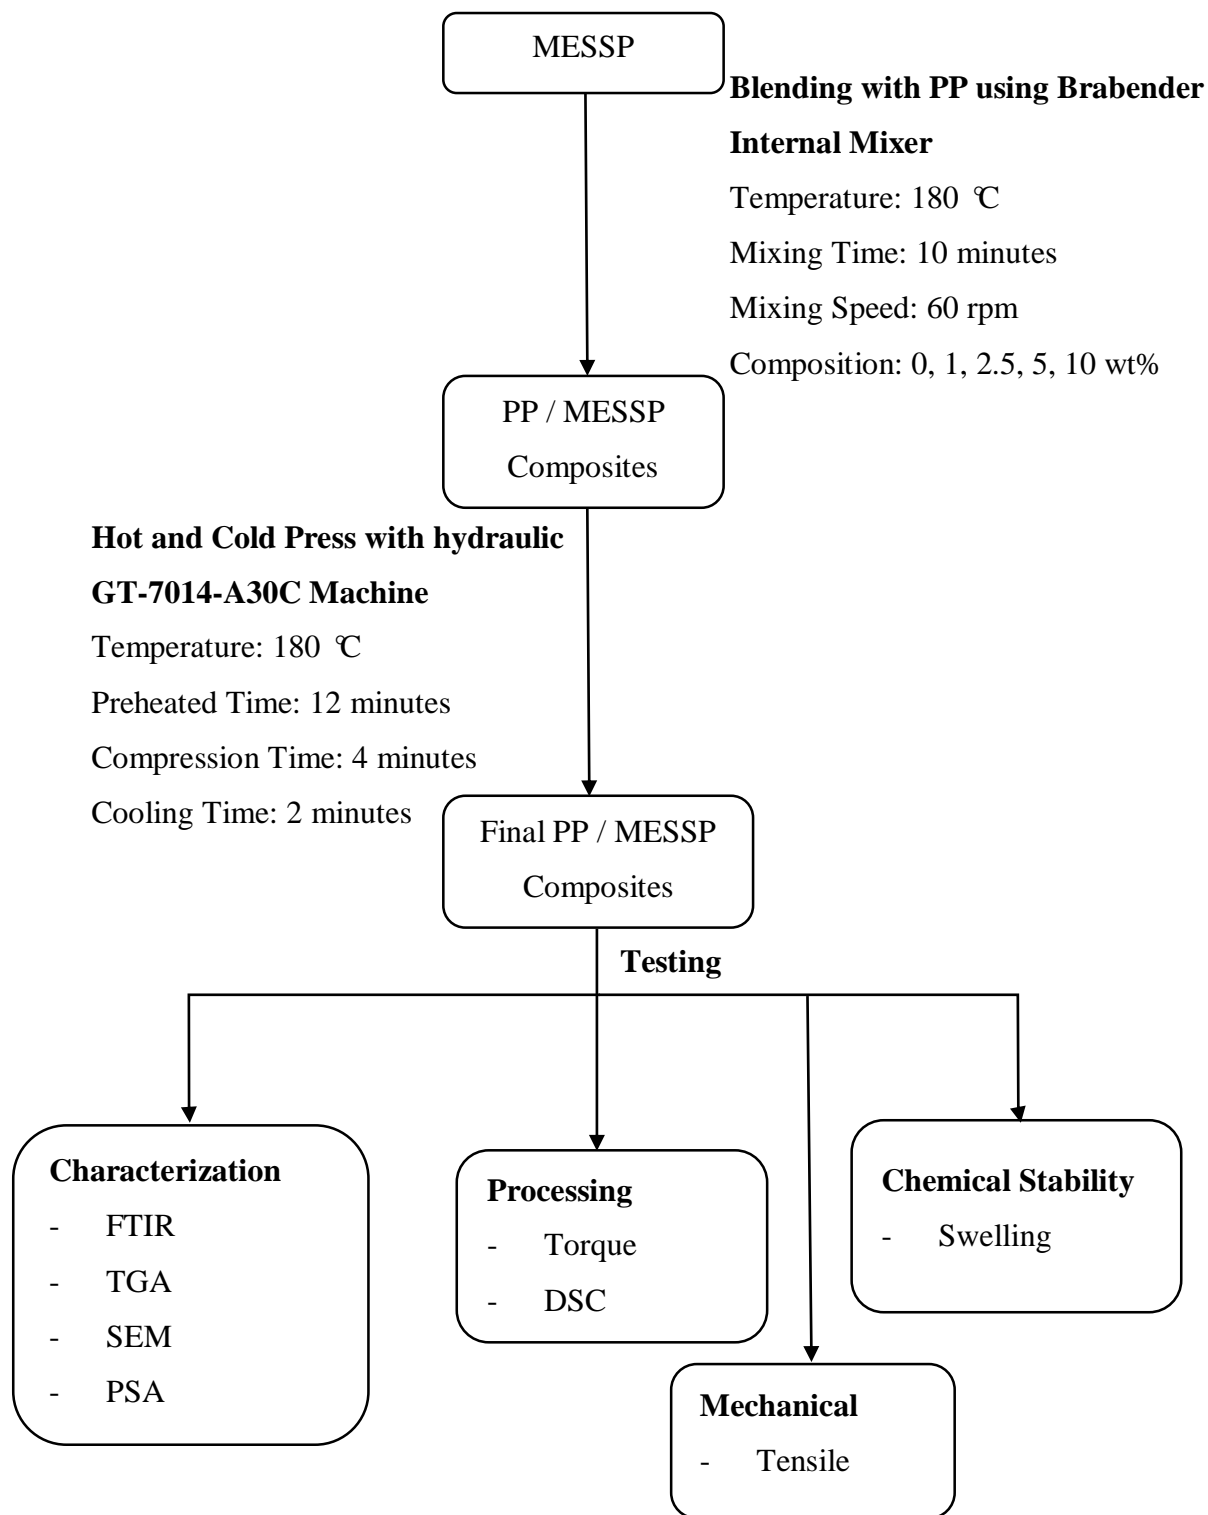 MESSP
Blending with PP using Brabender
Internal Mixer
Temperature: 180 ℃
Mixing Time: 10 minutes
Mixing Speed: 60 rpm
Composition: 0, 1, 2.5, 5, 10 wt%
PP / MESSP
Composites
Hot and Cold Press with hydraulic
GT-7014-A30C Machine
Temperature: 180 ℃
Preheated Time: 12 minutes
Compression Time: 4 minutes
Cooling Time: 2 minutes
Final PP / MESSP
Composites
Testing
Characterization
- FTIR
- TGA
- SEM
- PSA
Processing
- Torque
- DSC
Mechanical
- Tensile
Chemical Stability
- Swelling